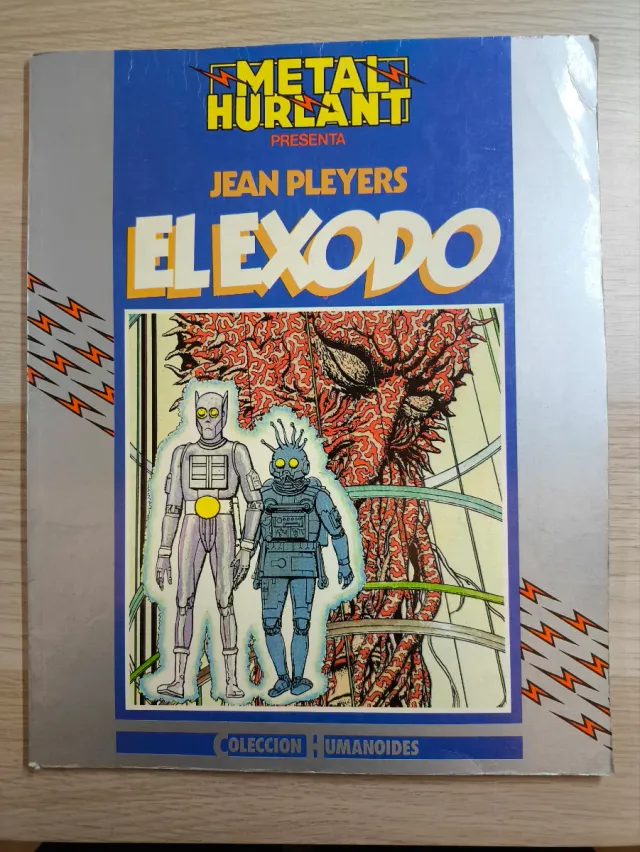 METAL
HURLANT
PRESENTA
JEAN PLEYERS
EL EXODO
COLECCION HUMANOIDES